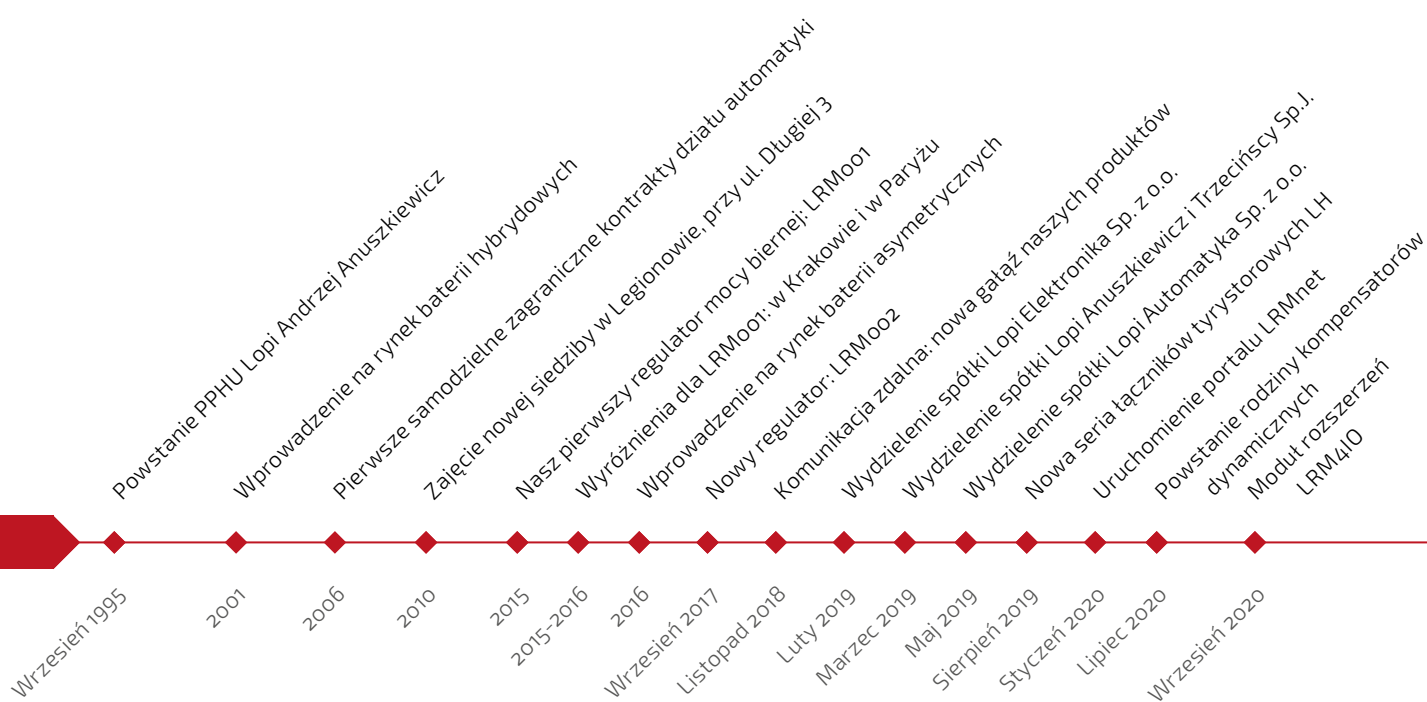 Powstanie PPHU Lopi Andrzej Anuszkiewicz
Wprowadzenie na rynek baterii hybrydowych
Pierwsze samodzielne zagraniczne kontrakty działu automatyki
Zajęcie nowej siedziby w Legionowie, przy ul. Długiej 3
Nasz pierwszy regulator mocy biernej: LRM001
Wyróżnienia dla LRM001: w Krakowie i w Paryżu
Wprowadzenie na rynek baterii asymetrycznych
Nowy regulator: LRM002
Komunikacja zdalna: nowa gałąź naszych produktów
Wydzielenie spółki Lopi Elektronika Sp. z o.o.
Wydzielenie spółki Lopi Anuszkiewicz i Trzecińscy Sp.J.
Wydzielenie spółki Lopi Automatyka Sp. z o.o.
Nowa seria łączników tyrystorowych LH
Uruchomienie portalu LRMnet
Powstanie rodziny kompensatorów
dynamicznych
Moduł rozszerzeń
LRM4IO
Wrzesień 1995
2001
2006
2010
2015
2015-2016
2016
Wrzesień 2017
Listopad 2018
Luty 2019
Marzec 2019
Maj 2019
Sierpień 2019
Styczeń 2020
Lipiec 2020
Wrzesień 2020